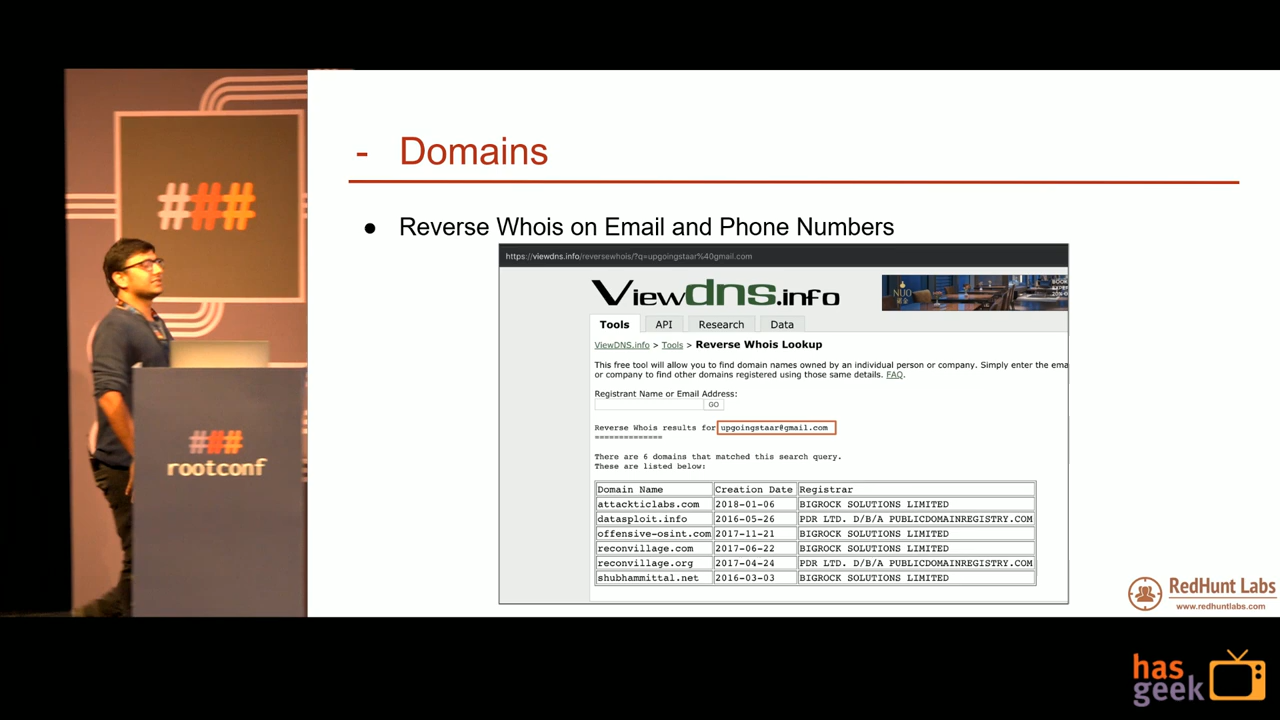 ###
- Domains
● Reverse Whois on Email and Phone Numbers
https://viewdns.info/reversewhois/?q=upgoingstaar%40gmail.com
Viewdns.info
NUO
Tools API Research Data
ViewDNS.info > Tools > Reverse Whois Lookup
This free tool will allow you to find domain names owned by an individual person or company. Simply enter the ema
or company to find other domains registered using those same details. FAQ.
Registrant Name or Email Address:
GO
Reverse Whois results for upgoingstaar@gmail.com
==============
There are 6 domains that matched this search query.
These are listed below:
Domain Name Creation Date Registrar
attackticlabs.com 2018-01-06 BIGROCK SOLUTIONS LIMITED
datasploit.info 2016-05-26 PDR LTD. D/B/A PUBLICDOMAINREGISTRY.COM
offensive-osint.com 2017-11-21 BIGROCK SOLUTIONS LIMITED
reconvillage.com 2017-06-22 BIGROCK SOLUTIONS LIMITED
reconvillage.org 2017-04-24 PDR LTD. D/B/A PUBLICDOMAINREGISTRY.COM
shubhammittal.net 2016-03-03 BIGROCK SOLUTIONS LIMITED
###
rootconf
RedHunt Labs
www.redhuntlabs.com
has
geek